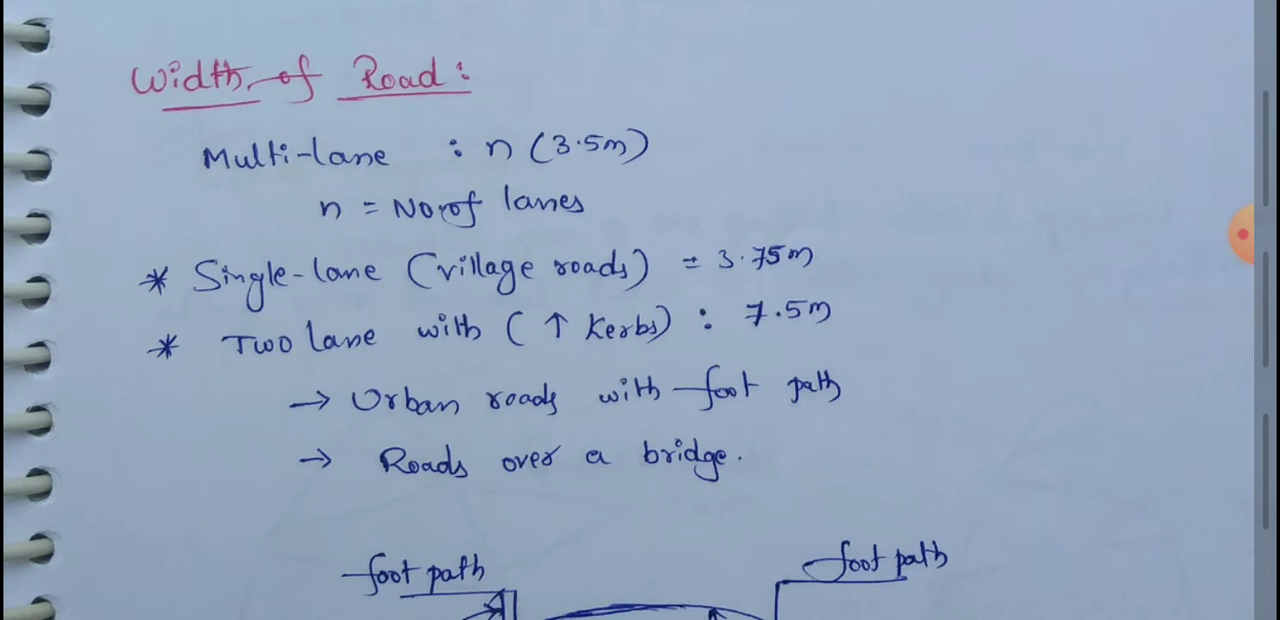 Width of Road :
Multi-lane : n (3.5m)
n = No.of lanes
* Single-lane (village roads) = 3.75m
* Two lane with (↑ Kerbs) : 7.5m
→ Urban roads with foot path
→ Roads over a bridge.
foot path foot path